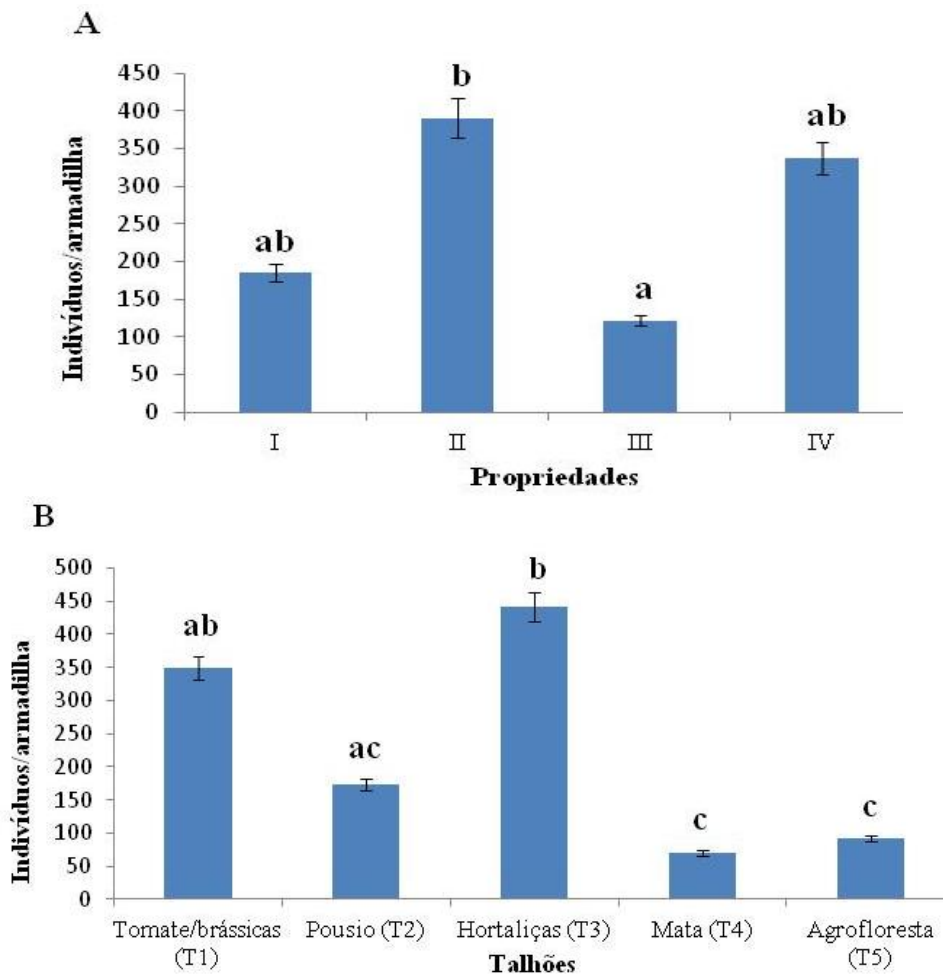 A
450
400
350
300
250
200
150
100
50
0
Indivíduos/armadilha
ab
b
a
ab
I II III IV
Propriedades
B
500
450
400
350
300
250
200
150
100
50
0
Indivíduos/armadilha
ab
ac
b
c
c
Tomate/brássicas Pousio (T2) Hortaliças (T3) Mata (T4) Agrofloresta
(T1) (T5)
Talhões